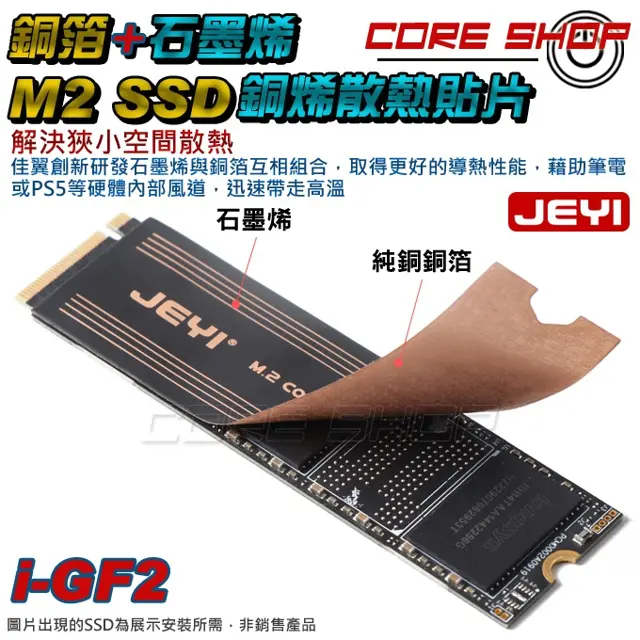 銅箔+石墨烯
CORE SHOP
M2 SSD銅烯散熱貼片
解決狹小空間散熱
佳翼創新研發石墨烯與銅箔互相組合，取得更好的導熱性能，藉助筆電
或PS5等硬體內部風道，迅速帶走高溫
JEYI
石墨烯
純銅銅箔
JEYI®
M.2 CO
CORE SHOP
i-GF2
圖片出現的SSD為展示安裝所需，非銷售產品